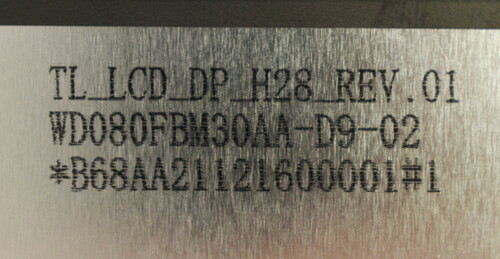 TL_LCD_DP_H28_REV.01
WD080FBM30AA-D9-02
*B68AA21121600001#1